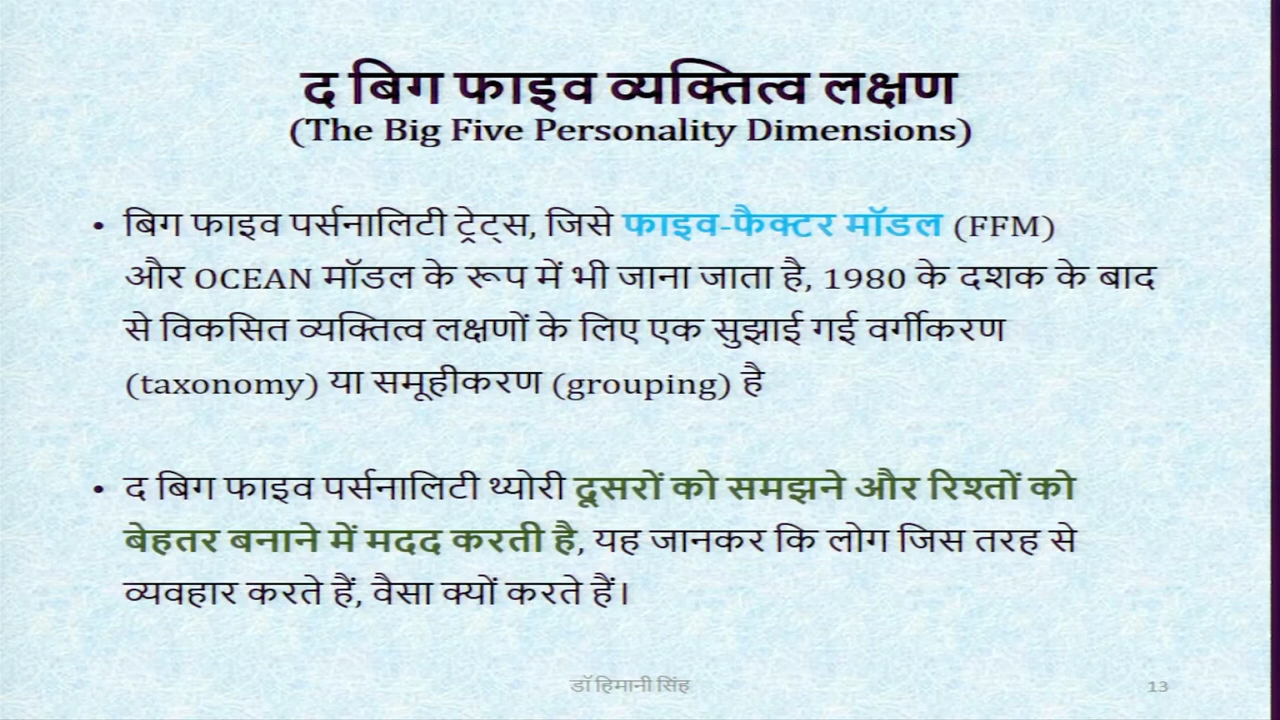 द बिग फाइव व्यक्तित्व लक्षण
(The Big Five Personality Dimensions)
• बिग फाइव पर्सनालिटी ट्रेट्स, जिसे फाइव-फैक्टर मॉडल (FFM)
और OCEAN मॉडल के रूप में भी जाना जाता है, 1980 के दशक के बाद
से विकसित व्यक्तित्व लक्षणों के लिए एक सुझाई गई वर्गीकरण
(taxonomy) या समूहीकरण (grouping) है
• द बिग फाइव पर्सनालिटी थ्योरी दूसरों को समझने और रिश्तों को
बेहतर बनाने में मदद करती है, यह जानकर कि लोग जिस तरह से
व्यवहार करते हैं, वैसा क्यों करते हैं।
डॉ हिमानी सिंह
13